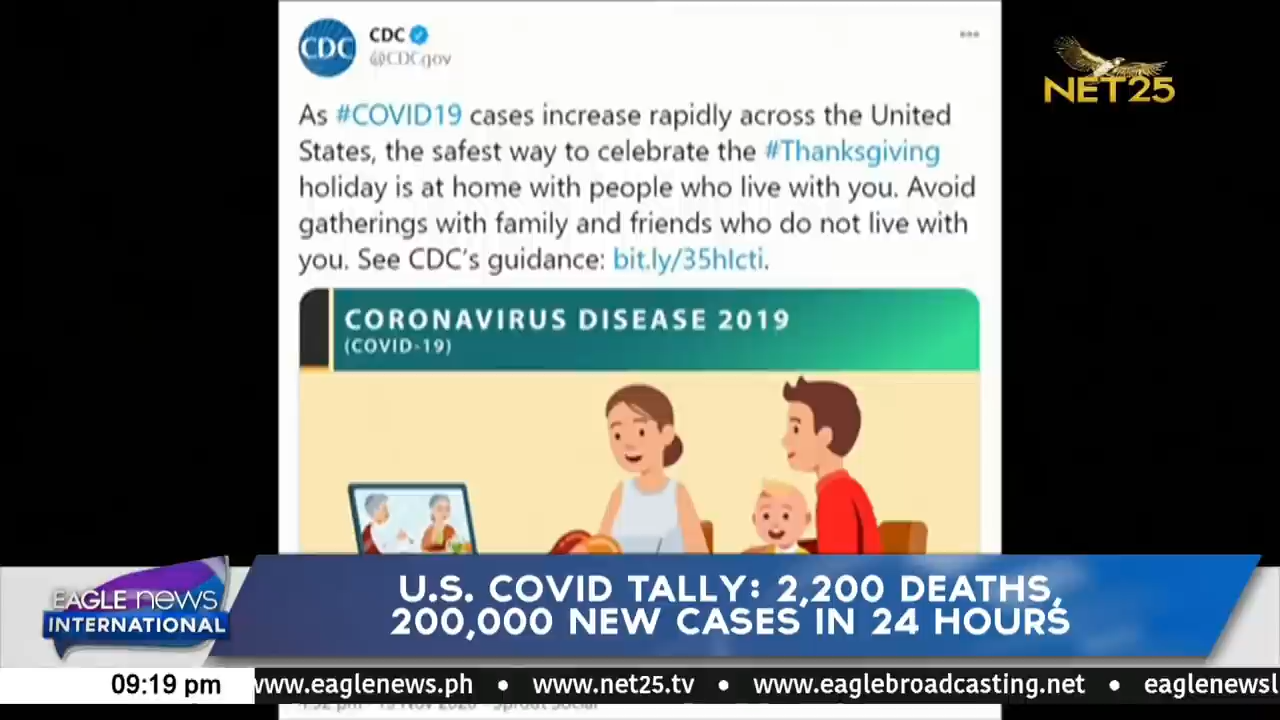 CDC
CDC
@CDCgov
As #COVID19 cases increase rapidly across the United
States, the safest way to celebrate the #Thanksgiving
holiday is at home with people who live with you. Avoid
gatherings with family and friends who do not live with
you. See CDC's guidance: bit.ly/35hIcti.
CORONAVIRUS DISEASE 2019
(COVID-19)
NET25
U.S. COVID TALLY: 2,200 DEATHS,
200,000 NEW CASES IN 24 HOURS
EAGLE news
INTERNATIONAL
09:19 pm
www.eaglenews.ph • www.net25.tv • www.eaglebroadcasting.net •